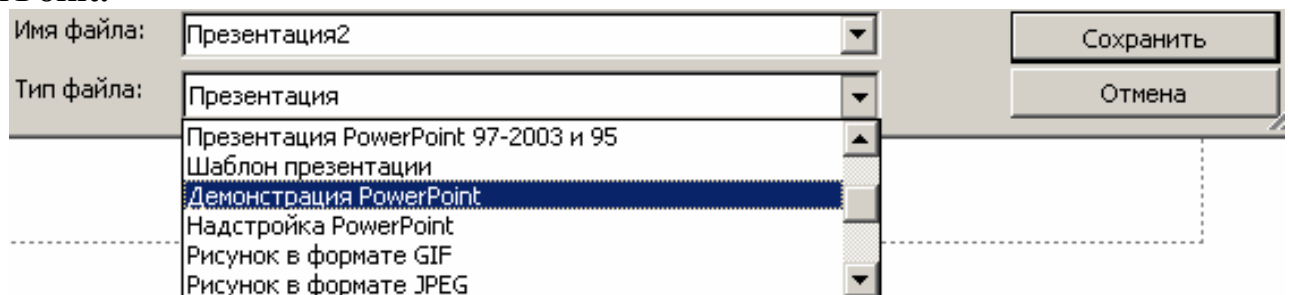 Имя файла: Презентация2 Сохранить
Тип файла: Презентация Отмена
Презентация PowerPoint 97-2003 и 95
Шаблон презентации
Демонстрация PowerPoint
Надстройка PowerPoint
Рисунок в формате GIF
Рисунок в формате JPEG